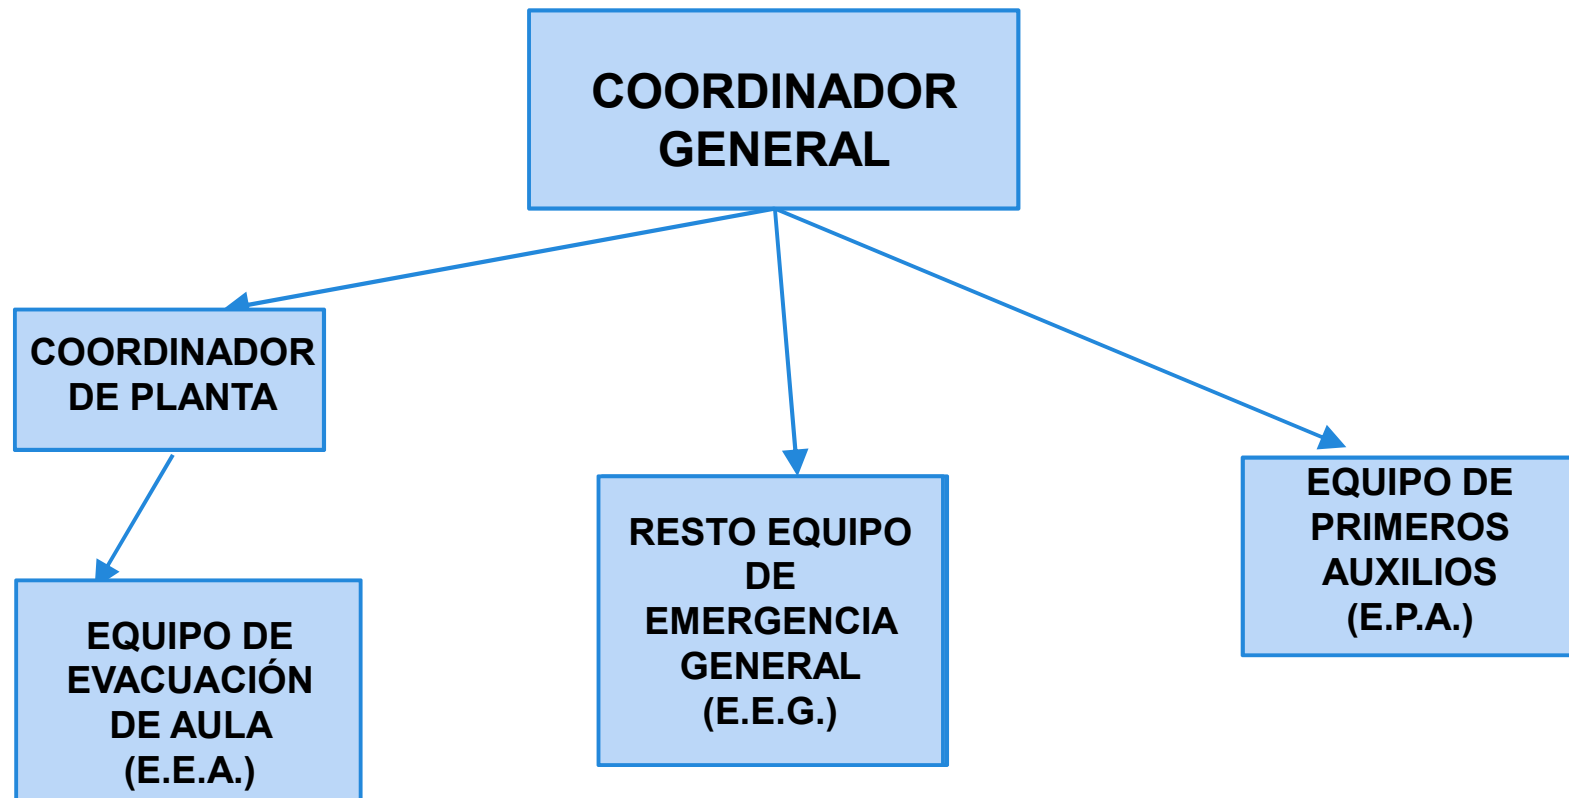 COORDINADOR
GENERAL
COORDINADOR
DE PLANTA
EQUIPO DE
EVACUACIÓN
DE AULA
(E.E.A.)
RESTO EQUIPO
DE
EMERGENCIA
GENERAL
(E.E.G.)
EQUIPO DE
PRIMEROS
AUXILIOS
(E.P.A.)